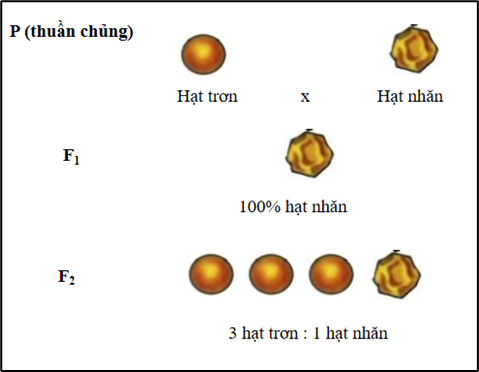 P (thuần chủng)
Hạt trơn x Hạt nhăn
F₁
100% hạt nhăn
F₂
3 hạt trơn : 1 hạt nhăn